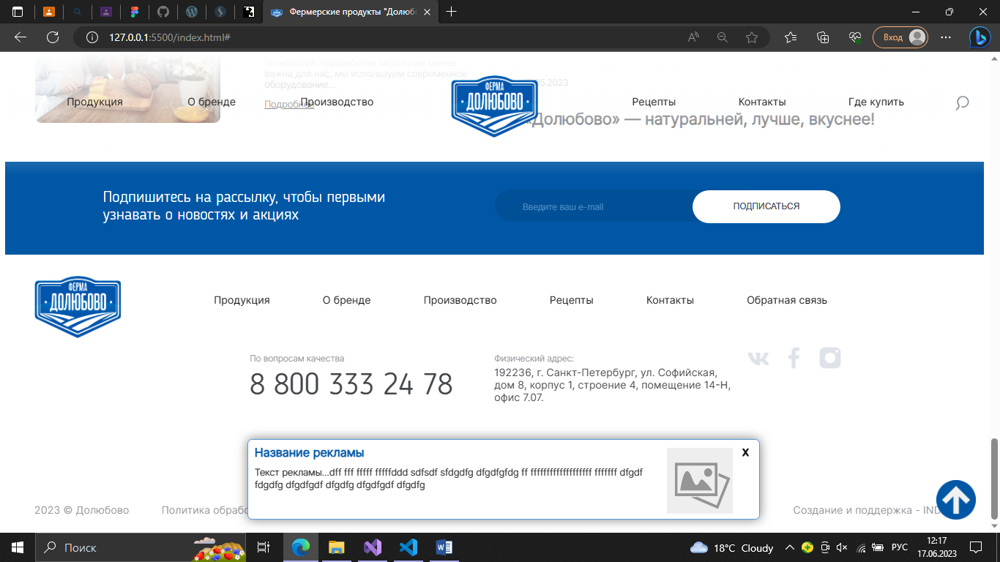 Фермерские продукты "Долюбо
127.0.0.1:5500/index.html#
Вход
Технология переработки молока не менее
важна для нас, мы используем современное
оборудование...
Подробнее
05.2023
Продукция
О бренде
Производство
ФЕРМА
ДОЛЮБОВО
Рецепты
Контакты
Где купить
«Долюбово» — натуральней, лучше, вкуснее!
Подпишитесь на рассылку, чтобы первыми
узнавать о новостях и акциях
Введите ваш e-mail
ПОДПИСАТЬСЯ
ФЕРМА
ДОЛЮБОВО
Продукция
О бренде
Производство
Рецепты
Контакты
Обратная связь
По вопросам качества
8 800 333 24 78
Физический адрес:
192236, г. Санкт-Петербург, ул. Софийская,
дом 8, корпус 1, строение 4, помещение 14-Н,
офис 7.07.
Название рекламы
X
Текст рекламы...dff fff fffff fffffddd sdfsdf sfdgdfg dfgdfgfdg ff fffffffffffffffffff fffffff dfgdf
fdgdfg dfgdfgdf dfgdfg dfgdfgdf dfgdfg
2023 © Долюбово
Политика обрабо
Создание и поддержка - IND
Поиск
18°C Cloudy
РУС
12:17
17.06.2023